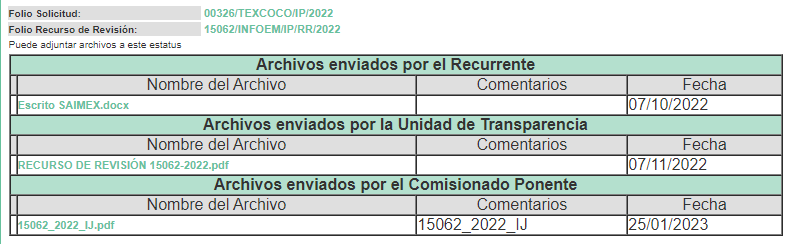 Folio Solicitud: 00326/TEXCOCO/IP/2022
Folio Recurso de Revisión: 15062/INFOEM/IP/RR/2022
Puede adjuntar archivos a este estatus
Archivos enviados por el Recurrente
Nombre del Archivo Comentarios Fecha
Escrito SAIMEX.docx 07/10/2022
Archivos enviados por la Unidad de Transparencia
Nombre del Archivo Comentarios Fecha
RECURSO DE REVISIÓN 15062-2022.pdf 07/11/2022
Archivos enviados por el Comisionado Ponente
Nombre del Archivo Comentarios Fecha
15062_2022_IJ.pdf 15062_2022_IJ 25/01/2023